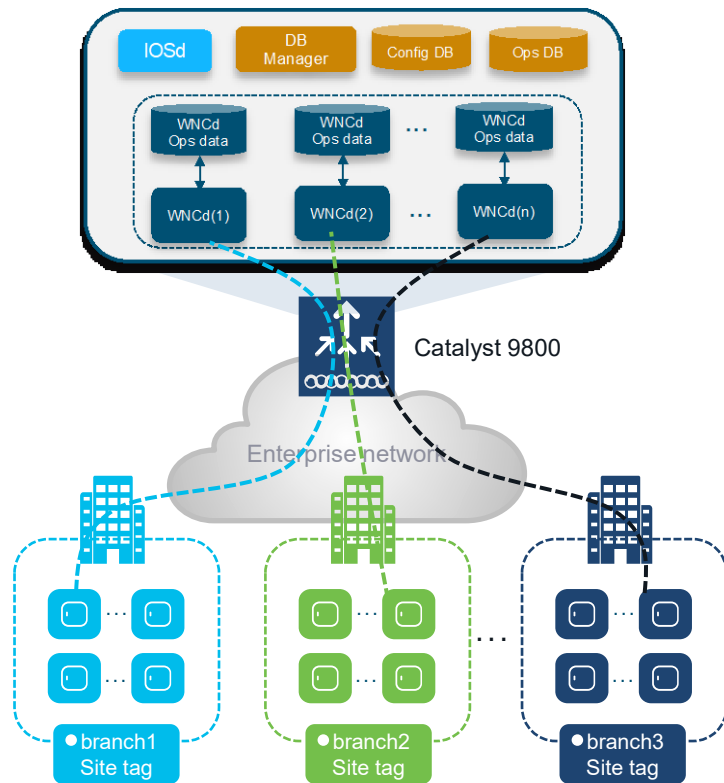 IOSd
DB
Manager
Config DB
Ops DB
WNCd
Ops data
WNCd
Ops data
...
WNCd
Ops data
WNCd(1)
WNCd(2)
...
WNCd(n)
Catalyst 9800
Enterprise network
...
...
...
...
...
...
...
branch1
Site tag
branch2
Site tag
branch3
Site tag